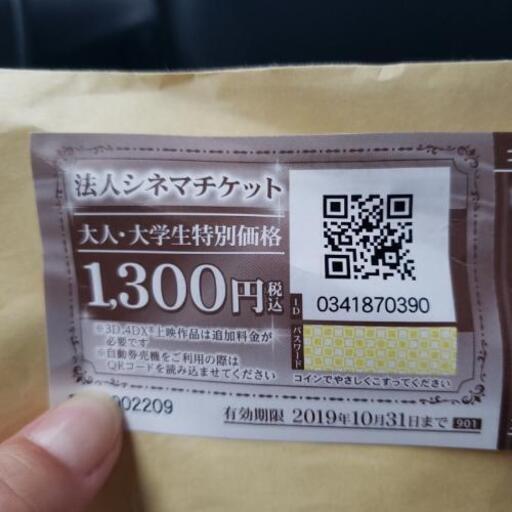 法人シネマチケット
大人・大学生特別価格
1,300円税込
※3D,4DX®上映作品は追加料金が
必要です
※自動券売機をご利用の際は
QRコードを読み込ませてください
ID
0341870390
パスワード
コインでやさしくこすってください
002209
有効期限 2019年10月31日まで 901